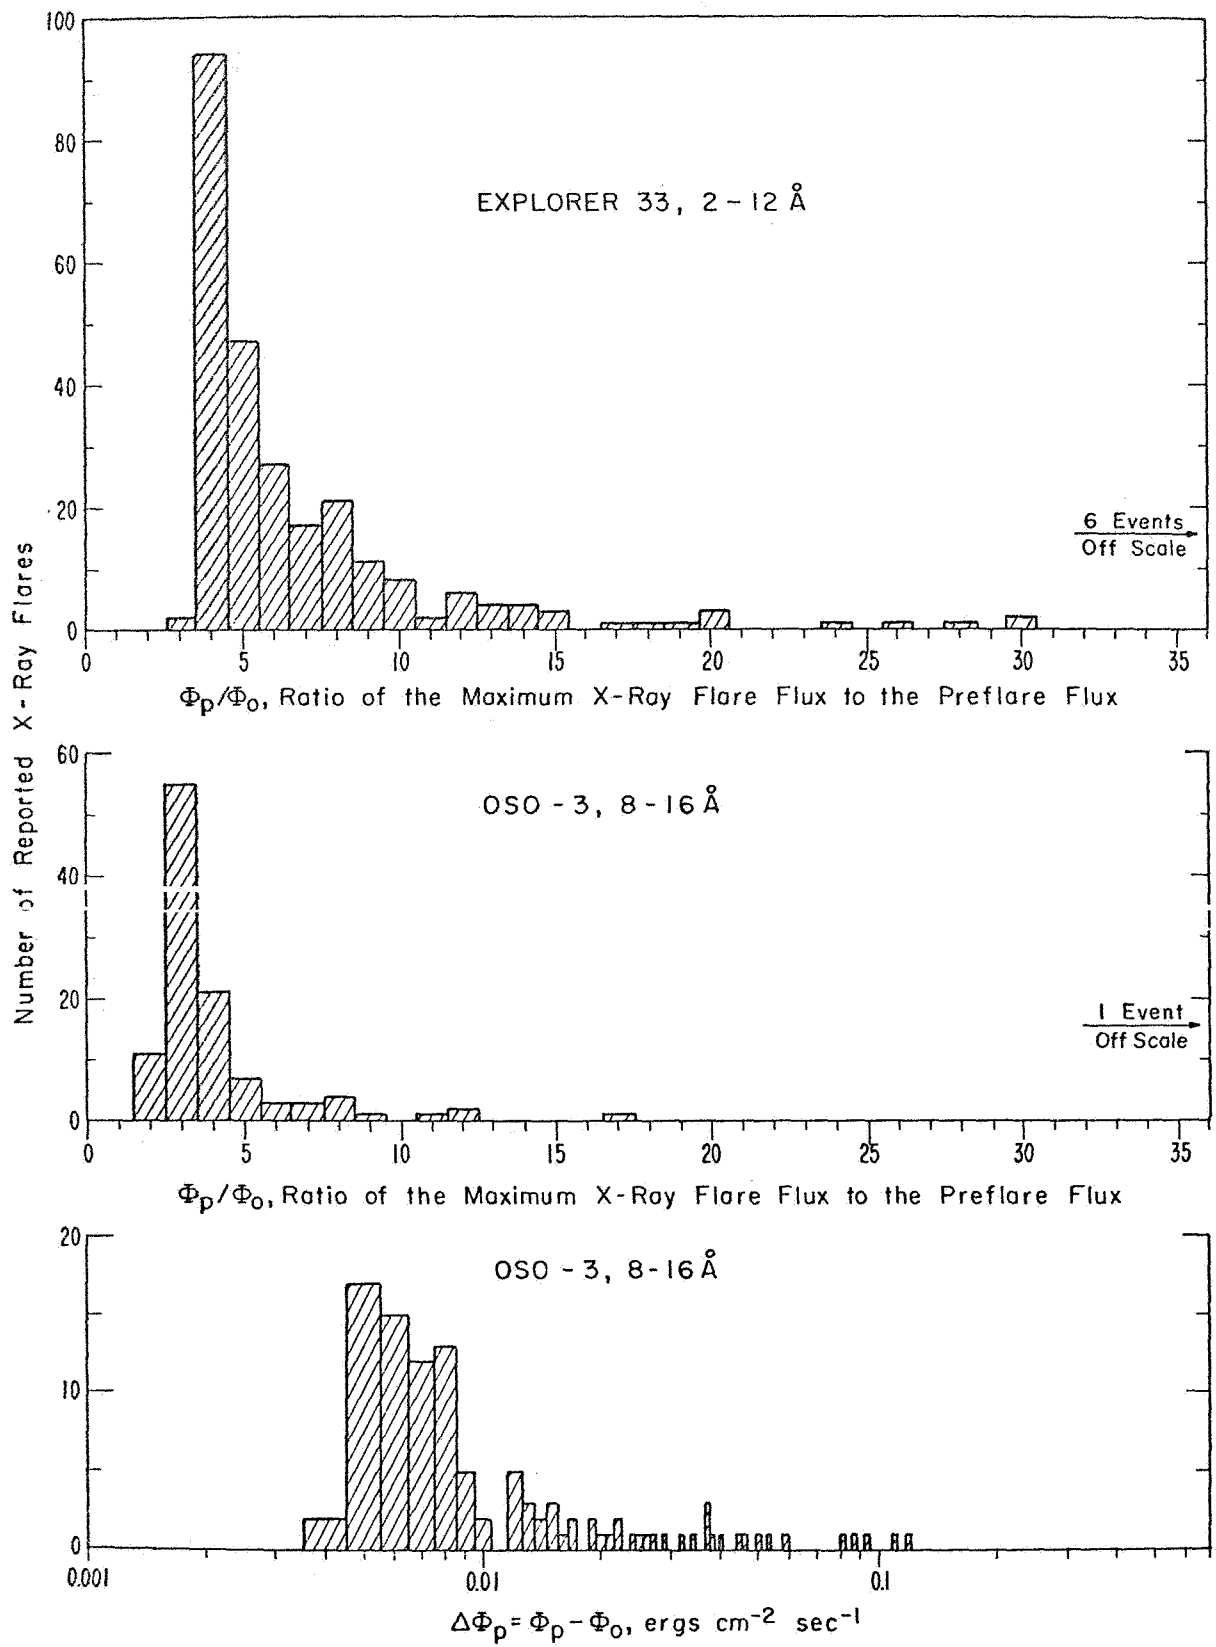 Number of Reported X-Ray Flares
100
80
60
40
20
0
EXPLORER 33, 2-12 Å
6 Events
Off Scale
0 5 10 15 20 25 30 35
Φp/Φo, Ratio of the Maximum X-Ray Flare Flux to the Preflare Flux
60
40
20
0
OSO-3, 8-16 Å
1 Event
Off Scale
0 5 10 15 20 25 30 35
Φp/Φo, Ratio of the Maximum X-Ray Flare Flux to the Preflare Flux
20
10
0
OSO-3, 8-16 Å
0.001 0.01 0.1
ΔΦp = Φp - Φo, ergs cm⁻² sec⁻¹